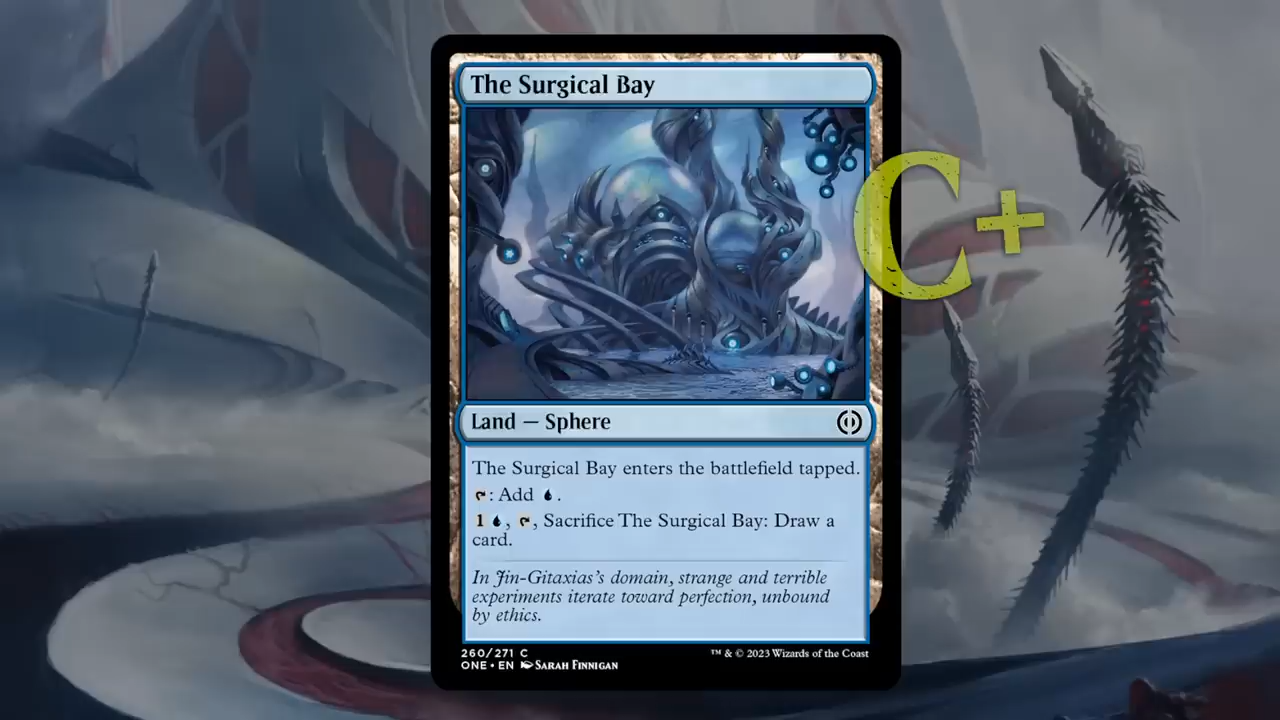 The Surgical Bay
C+
Land — Sphere
The Surgical Bay enters the battlefield tapped.
: Add .
1 , , Sacrifice The Surgical Bay: Draw a
card.
In Jin-Gitaxias's domain, strange and terrible
experiments iterate toward perfection, unbound
by ethics.
260/271 C
ONE • EN Sarah Finnigan
™ & © 2023 Wizards of the Coast